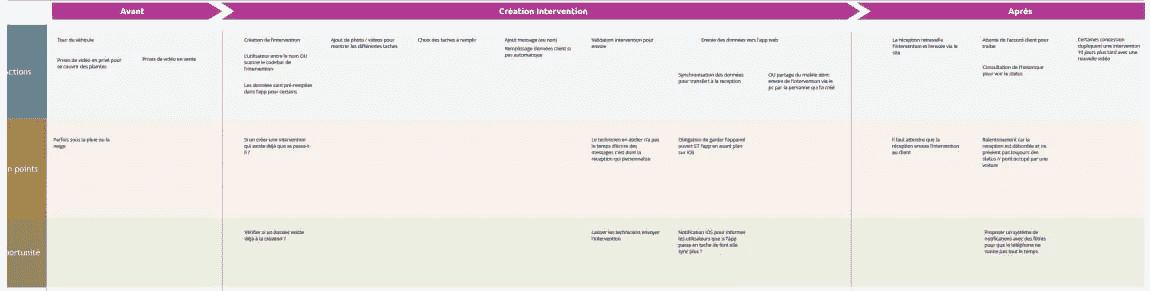 Avant
Création Intervention
Après
ctions
Tour du véhicule
Prises de vidéo en privé pour
se couvrir des plaintes
Prises de vidéo en vente
Création de l'intervention
L'utilisateur entre le nom OU
scanne le codebar de
l'intervention
Les données sont pré-remplies
dans l'app pour certains
Ajout de photo / videos pour
montrer les différentes taches
Choix des taches à remplir
Ajout message (ou non)
Remplissage données client si
pas automatique
Validation intervention pour
envoie
Envoie des données vers l'app web
Synchronisation des données
pour transfert à la reception
OU partage du mobile dont
envoie de l'intervention via le
pc par la personne qui l'a créé
La réception retravaille
l'intervention et l'envoie via le
site
Attente de l'accord client pour
traiter
Consultation de l'historique
pour voir le status
Certaines concession
dupliquent une intervention
10 jours plus tard avec une
nouvelle vidéo
n points
Parfois sous la pluie ou la
neige
Si un créer une intervention
qui existe déjà que se passe-t-
il ?
Le technicien en atelier n'a pas
le temps d'écrire des
messages c'est dont la
réception qui personnalise
Obligation de garder l'appareil
ouvert ET l'app en avant plan
sur iOS
Il faut attendre que la
réception envoie l'intervention
au client
Ralentissement car la
reception est débordée et ne
prévient pas toujours des
status // pont occupé par une
voiture
portunité
Vérifier si un dossier existe
déjà à la création ?
Laisser les techniciens envoyer
l'intervention
Notification iOS pour informer
les utilisateurs que si l'app
passe en tache de font elle
sync plus ?
Proposer un système de
notifications avec des filtres
pour que le téléphone ne
sonne pas tout le temps